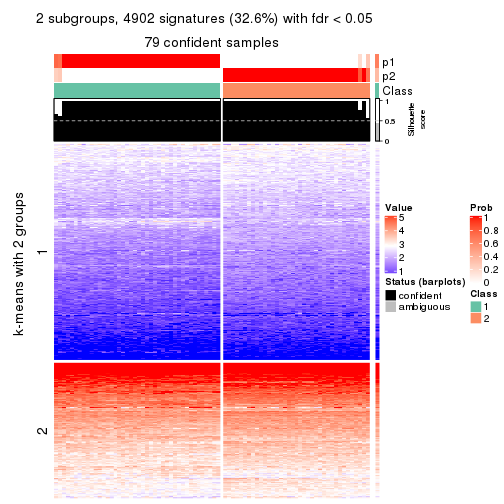 2 subgroups, 4902 signatures (32.6%) with fdr < 0.05
79 confident samples
p1
p2
Class
1
0.5
0
Silhouette
score
k-means with 2 groups
1
2
Value
5
4
3
2
1
Status (barplots)
confident
ambiguous
Prob
1
0.8
0.6
0.4
0.2
0
Class
1
2